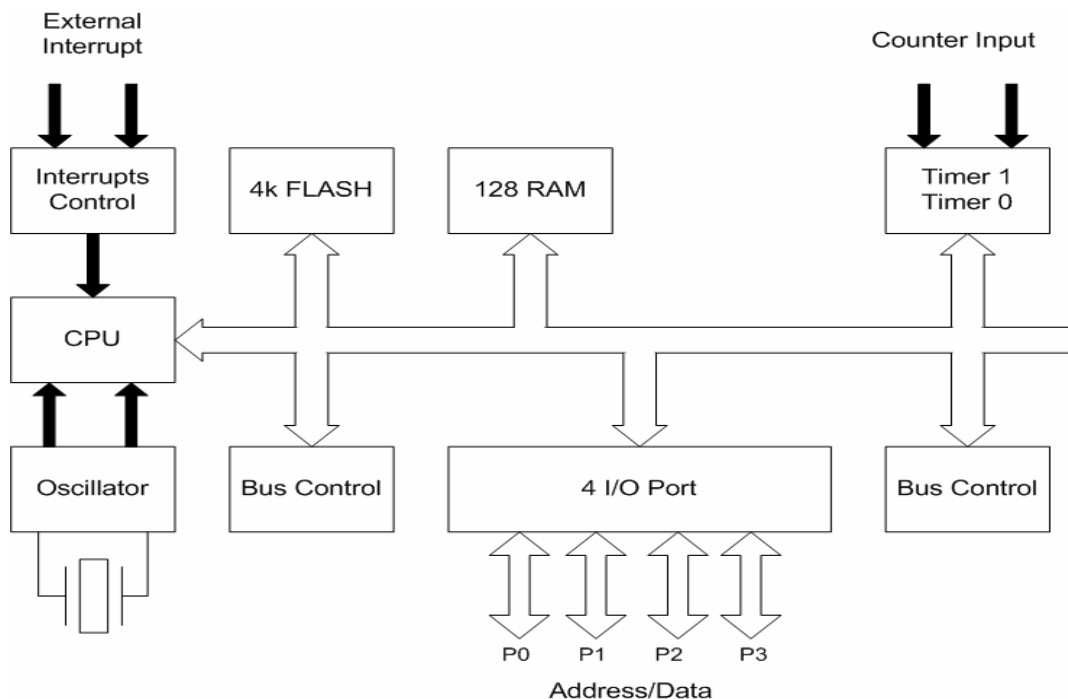 External
Interrupt
Counter Input
Interrupts
Control
4k FLASH
128 RAM
Timer 1
Timer 0
CPU
Oscillator
Bus Control
4 I/O Port
Bus Control
P0
P1
P2
P3
Address/Data